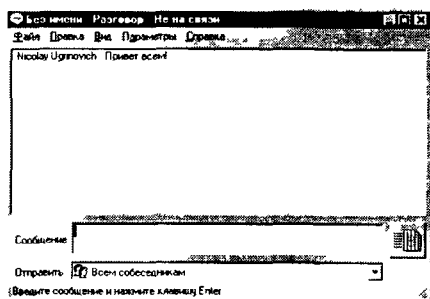 Без имени - Разговор - Не на связи
Файл Правка Вид Параметры Справка
Nicolay Ugrinovich Привет всем!
Сообщение
Отправить Всем собеседникам
Введите сообщение и нажмите клавишу Enter